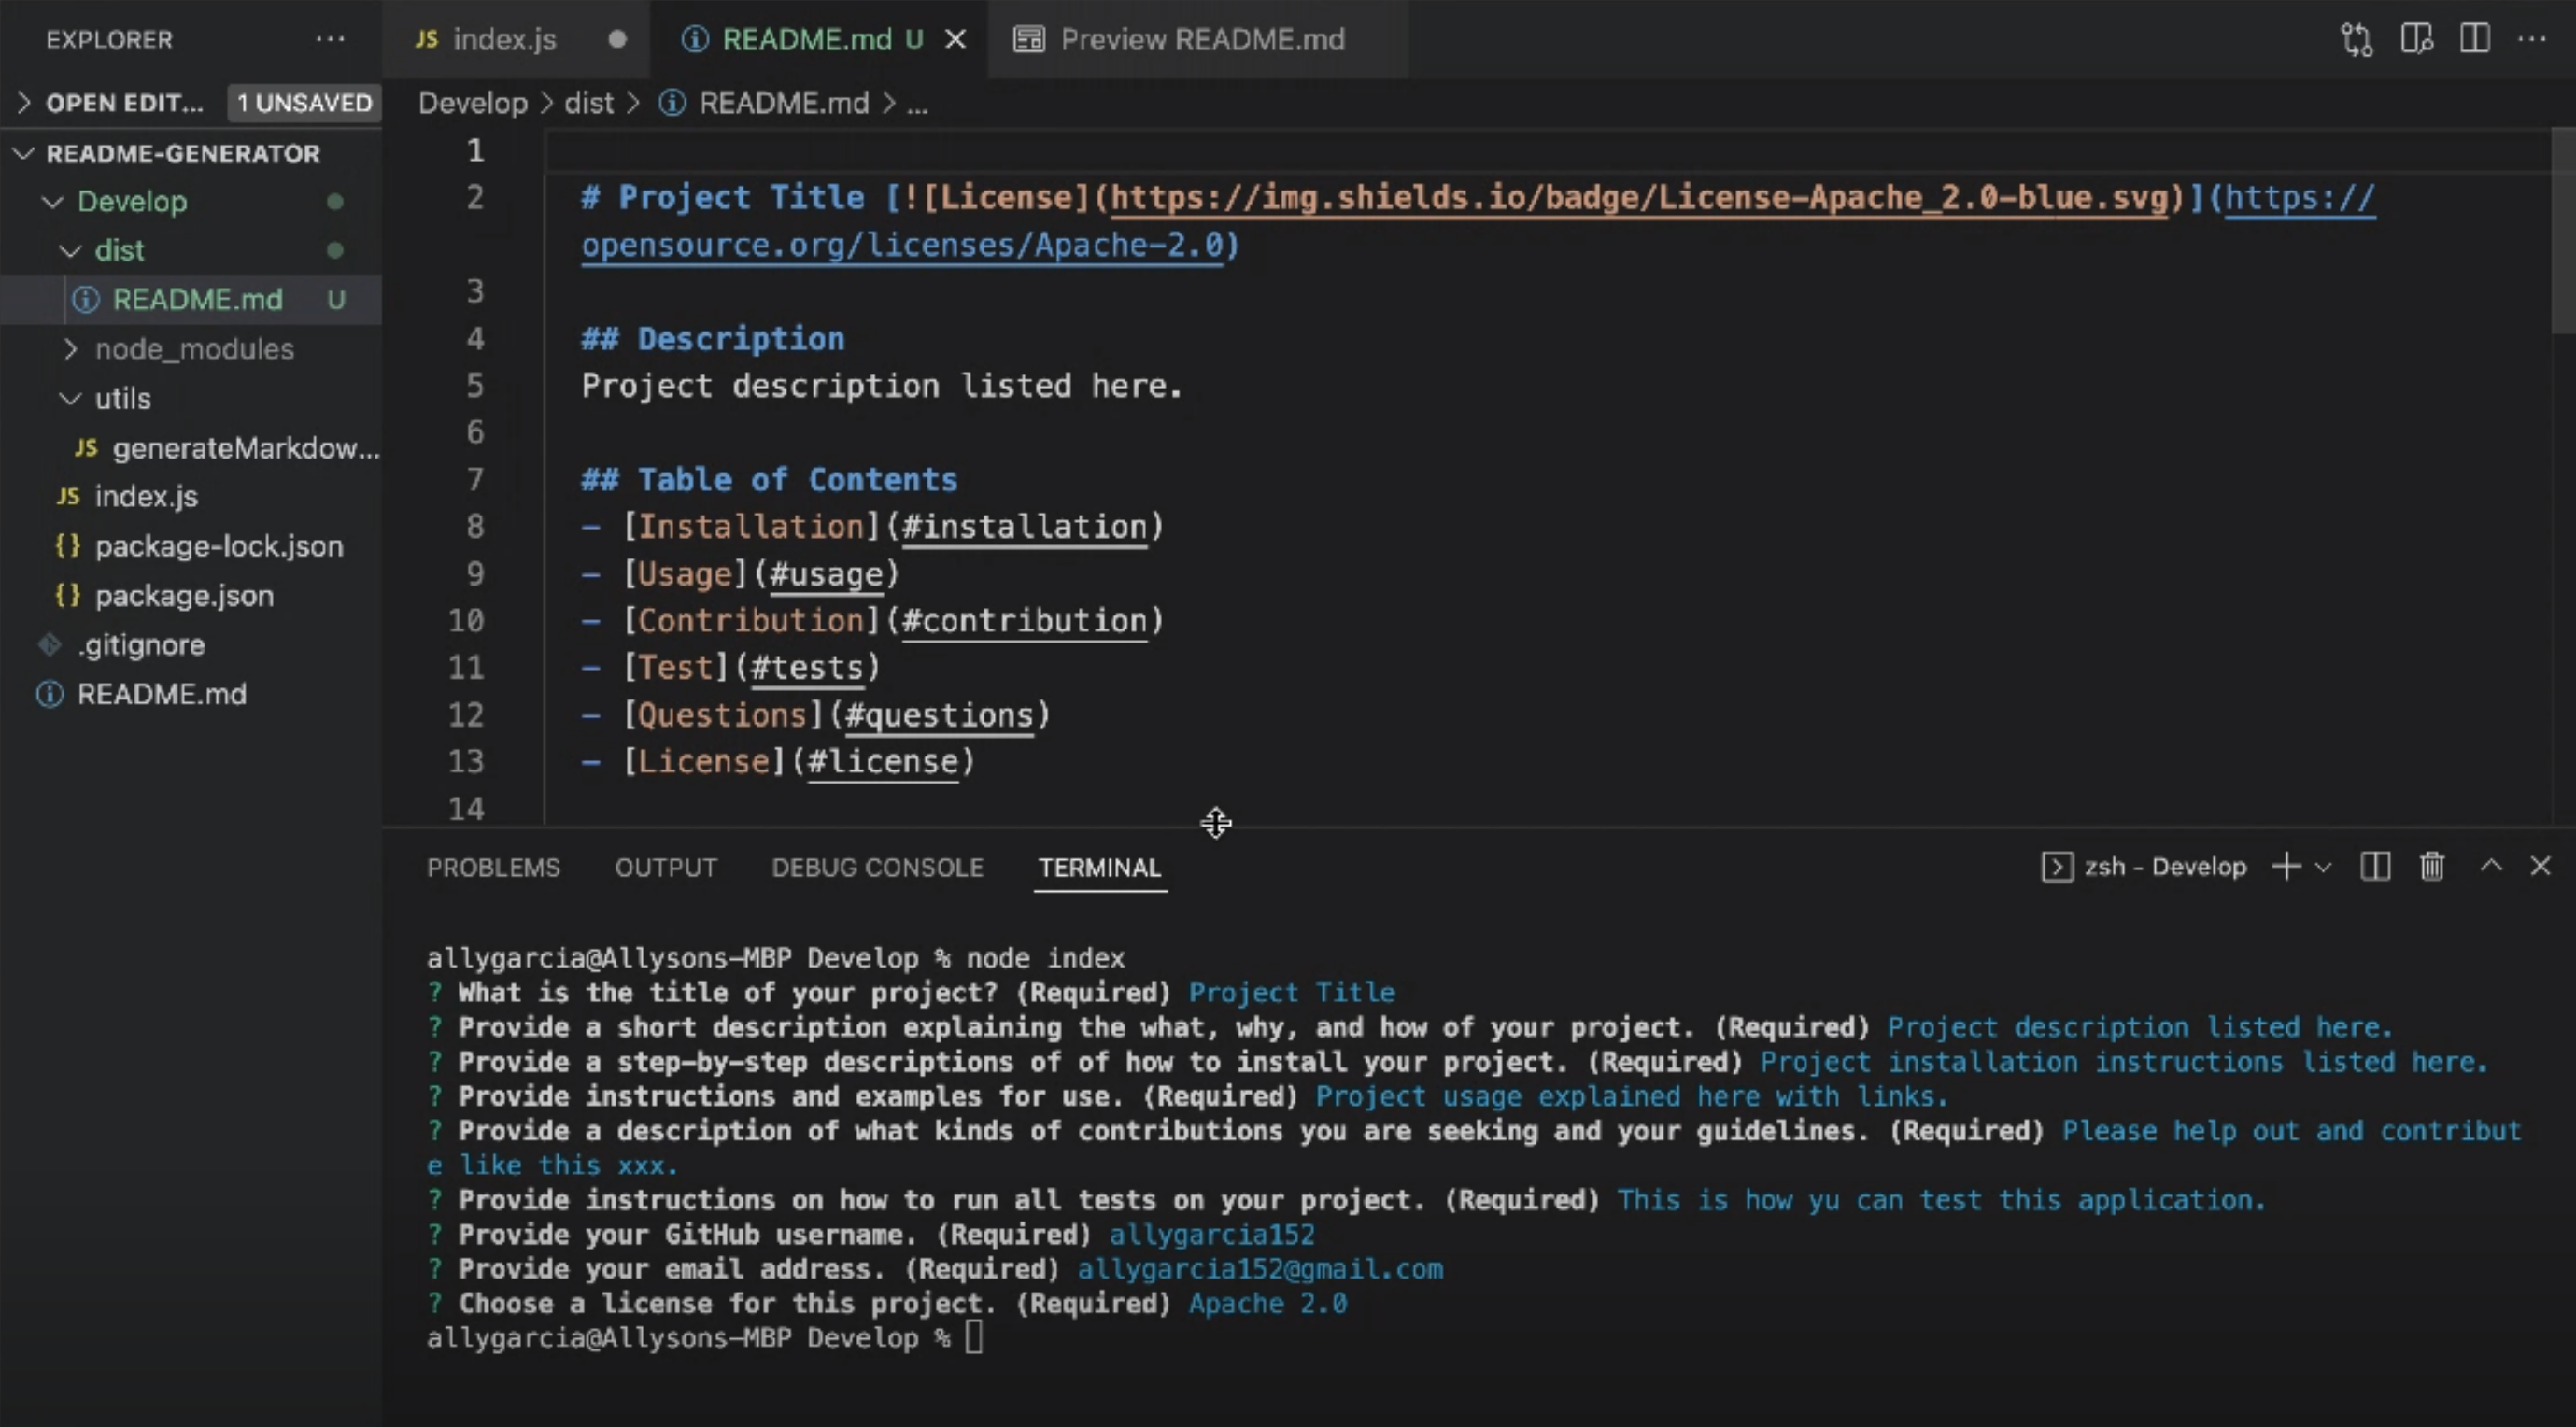 EXPLORER ...
JS index.js ●
README.md U ×
Preview README.md
...
> OPEN EDIT... 1 UNSAVED
README-GENERATOR
Develop
dist
README.md U
node_modules
utils
JS generateMarkdow...
JS index.js
{} package-lock.json
{} package.json
.gitignore
README.md
Develop > dist > README.md > ...
1
2 # Project Title [![License](https://img.shields.io/badge/License-Apache_2.0-blue.svg)](https://
opensource.org/licenses/Apache-2.0)
3
4 ## Description
5 Project description listed here.
6
7 ## Table of Contents
8 - [Installation](#installation)
9 - [Usage](#usage)
10 - [Contribution](#contribution)
11 - [Test](#tests)
12 - [Questions](#questions)
13 - [License](#license)
14
PROBLEMS OUTPUT DEBUG CONSOLE TERMINAL
zsh - Develop
allygarcia@Allysons-MBP Develop % node index
? What is the title of your project? (Required) Project Title
? Provide a short description explaining the what, why, and how of your project. (Required) Project description listed here.
? Provide a step-by-step descriptions of of how to install your project. (Required) Project installation instructions listed here.
? Provide instructions and examples for use. (Required) Project usage explained here with links.
? Provide a description of what kinds of contributions you are seeking and your guidelines. (Required) Please help out and contribut
e like this xxx.
? Provide instructions on how to run all tests on your project. (Required) This is how yu can test this application.
? Provide your GitHub username. (Required) allygarcia152
? Provide your email address. (Required) allygarcia152@gmail.com
? Choose a license for this project. (Required) Apache 2.0
allygarcia@Allysons-MBP Develop %